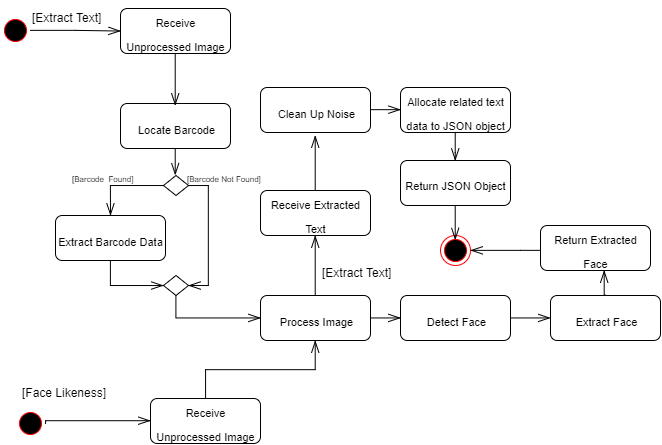 [Extract Text]
Receive
Unprocessed Image
Locate Barcode
[Barcode Found]
[Barcode Not Found]
Extract Barcode Data
Clean Up Noise
Allocate related text
data to JSON object
Return JSON Object
Receive Extracted
Text
[Extract Text]
Return Extracted
Face
Process Image
Detect Face
Extract Face
[Face Likeness]
Receive
Unprocessed Image